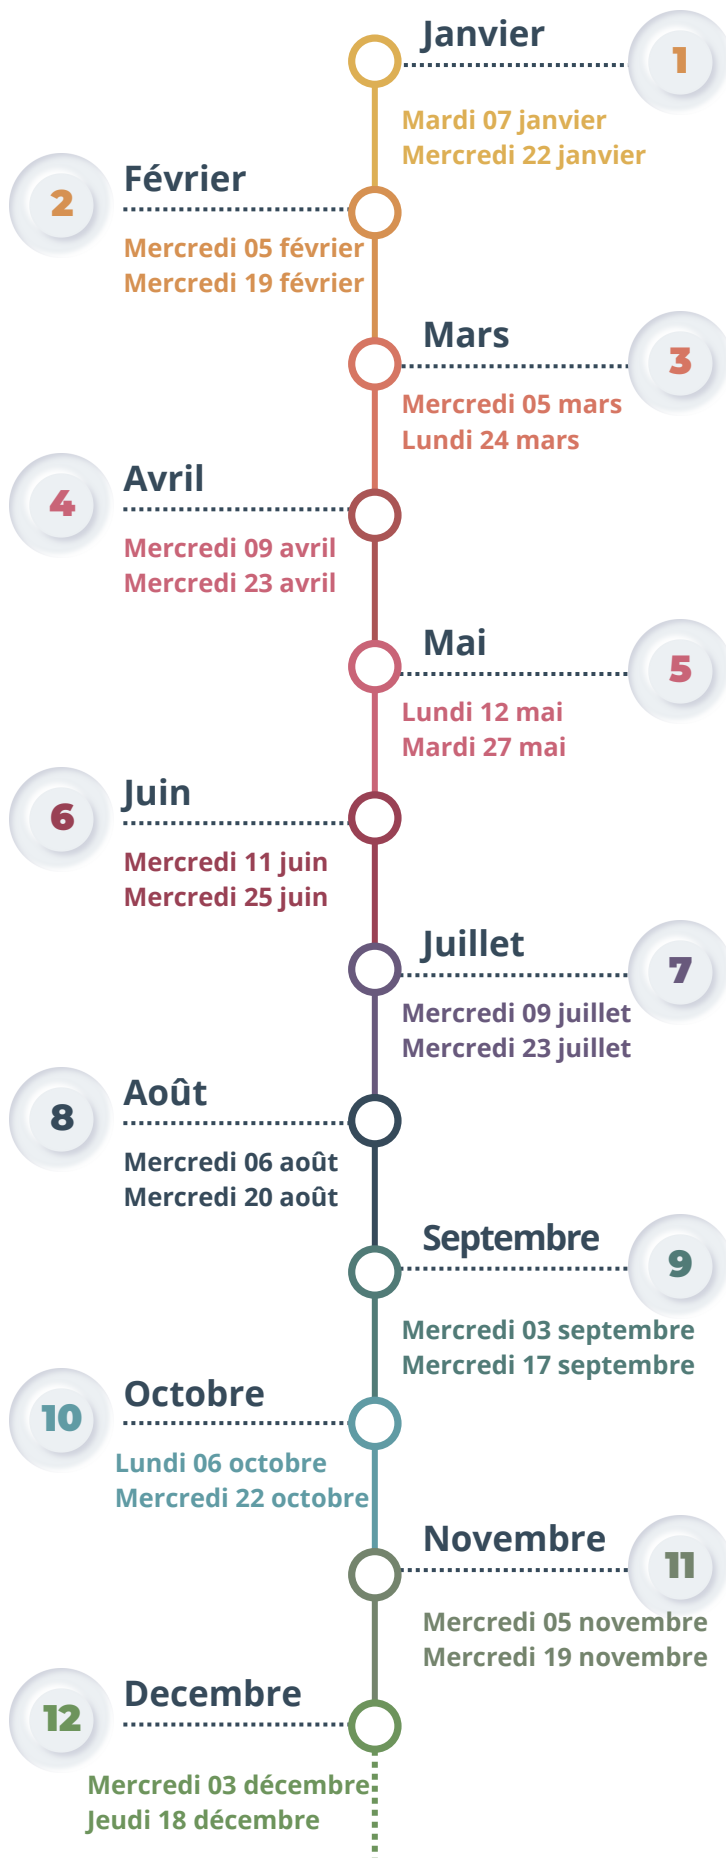 Janvier
1
Mardi 07 janvier
Mercredi 22 janvier
2
Février
Mercredi 05 février
Mercredi 19 février
Mars
3
Mercredi 05 mars
Lundi 24 mars
4
Avril
Mercredi 09 avril
Mercredi 23 avril
Mai
5
Lundi 12 mai
Mardi 27 mai
6
Juin
Mercredi 11 juin
Mercredi 25 juin
Juillet
7
Mercredi 09 juillet
Mercredi 23 juillet
8
Août
Mercredi 06 août
Mercredi 20 août
Septembre
9
Mercredi 03 septembre
Mercredi 17 septembre
10
Octobre
Lundi 06 octobre
Mercredi 22 octobre
Novembre
11
Mercredi 05 novembre
Mercredi 19 novembre
12
Decembre
Mercredi 03 décembre
Jeudi 18 décembre